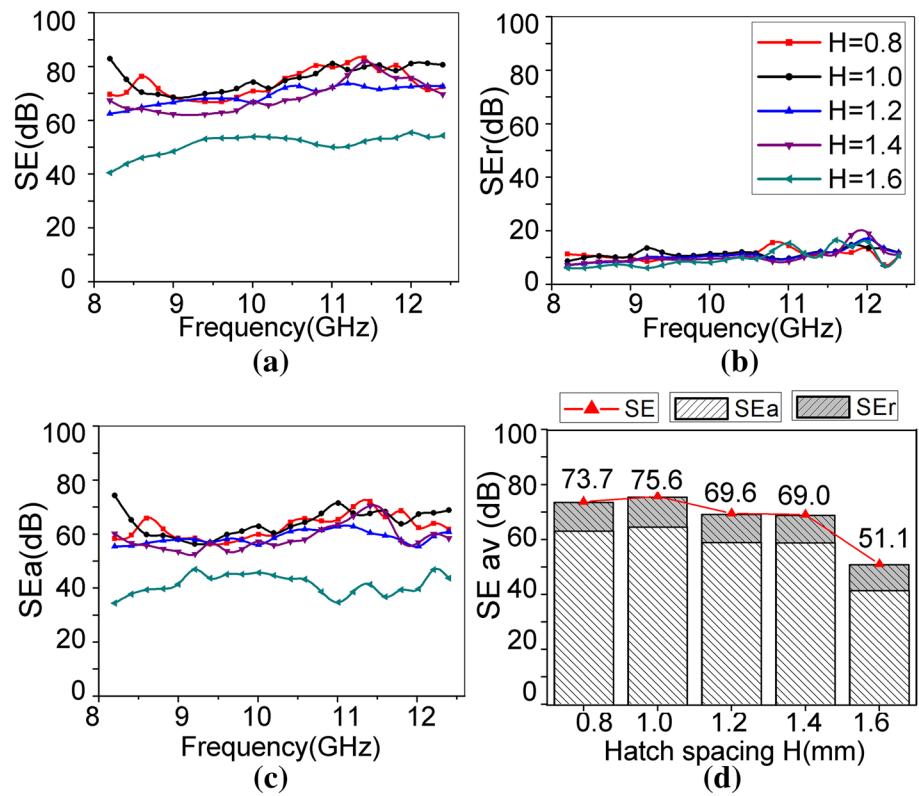 100
80
60
40
20
0
SE(dB)
8
9
10
11
12
Frequency(GHz)
(a)
100
80
60
40
20
0
SEr(dB)
H=0.8
H=1.0
H=1.2
H=1.4
H=1.6
8
9
10
11
12
Frequency(GHz)
(b)
100
80
60
40
20
0
SEa(dB)
8
9
10
11
12
Frequency(GHz)
(c)
SE
SEa
SEr
100
80
60
40
20
0
SE av (dB)
73.7
75.6
69.6
69.0
51.1
0.8
1.0
1.2
1.4
1.6
Hatch spacing H(mm)
(d)